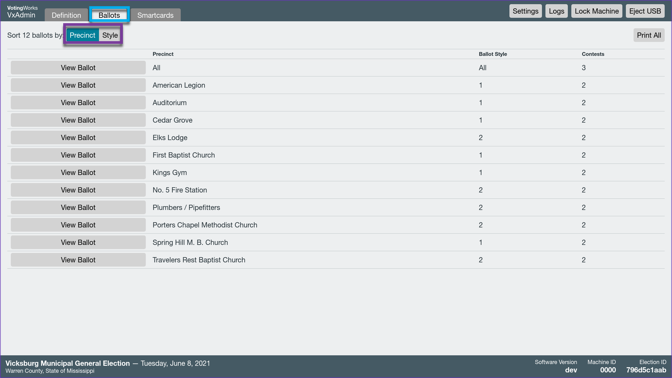 VotingWorks
VxAdmin Definition Ballots Smartcards Settings Logs Lock Machine Eject USB
Sort 12 ballots by: Precinct Style Print All
Precinct Ballot Style Contests
View Ballot All All 3
View Ballot American Legion 1 2
View Ballot Auditorium 1 2
View Ballot Cedar Grove 1 2
View Ballot Elks Lodge 2 2
View Ballot First Baptist Church 1 2
View Ballot Kings Gym 1 2
View Ballot No. 5 Fire Station 2 2
View Ballot Plumbers / Pipefitters 2 2
View Ballot Porters Chapel Methodist Church 2 2
View Ballot Spring Hill M. B. Church 1 2
View Ballot Travelers Rest Baptist Church 2 2
Vicksburg Municipal General Election — Tuesday, June 8, 2021
Warren County, State of Mississippi
Software Version Machine ID Election ID
dev 0000 796d5c1aab